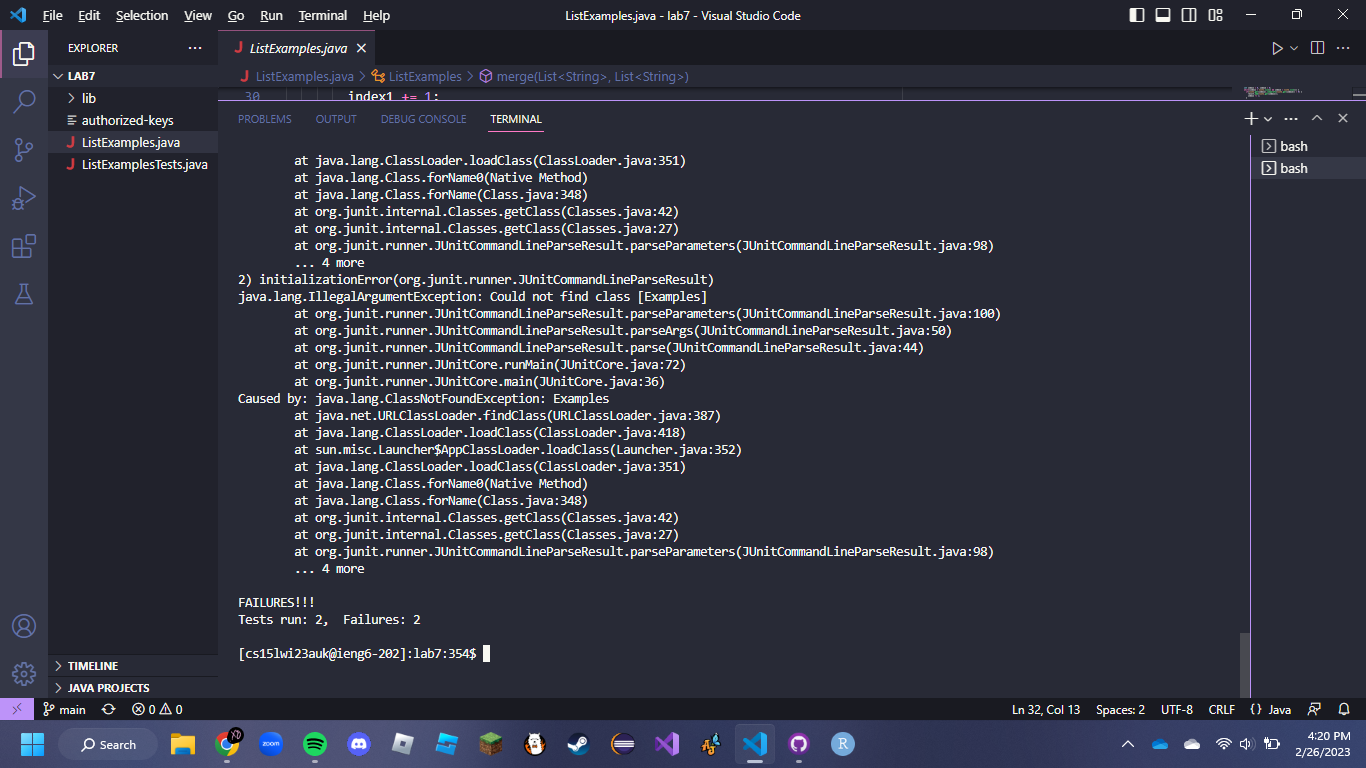 File Edit Selection View Go Run Terminal Help ListExamples.java - lab7 - Visual Studio Code
EXPLORER
LAB7
lib
authorized-keys
ListExamples.java
ListExamplesTests.java
TIMELINE
JAVA PROJECTS
ListExamples.java
ListExamples.java > ListExamples > merge(List<String>, List<String>)
30 index1 += 1;
PROBLEMS OUTPUT DEBUG CONSOLE TERMINAL
at java.lang.ClassLoader.loadClass(ClassLoader.java:351)
at java.lang.Class.forName0(Native Method)
at java.lang.Class.forName(Class.java:348)
at org.junit.internal.Classes.getClass(Classes.java:42)
at org.junit.internal.Classes.getClass(Classes.java:27)
at org.junit.runner.JUnitCommandLineParseResult.parseParameters(JUnitCommandLineParseResult.java:98)
... 4 more
2) initializationError(org.junit.runner.JUnitCommandLineParseResult)
java.lang.IllegalArgumentException: Could not find class [Examples]
at org.junit.runner.JUnitCommandLineParseResult.parseParameters(JUnitCommandLineParseResult.java:100)
at org.junit.runner.JUnitCommandLineParseResult.parseArgs(JUnitCommandLineParseResult.java:50)
at org.junit.runner.JUnitCommandLineParseResult.parse(JUnitCommandLineParseResult.java:44)
at org.junit.runner.JUnitCore.runMain(JUnitCore.java:72)
at org.junit.runner.JUnitCore.main(JUnitCore.java:36)
Caused by: java.lang.ClassNotFoundException: Examples
at java.net.URLClassLoader.findClass(URLClassLoader.java:387)
at java.lang.ClassLoader.loadClass(ClassLoader.java:418)
at sun.misc.Launcher$AppClassLoader.loadClass(Launcher.java:352)
at java.lang.ClassLoader.loadClass(ClassLoader.java:351)
at java.lang.Class.forName0(Native Method)
at java.lang.Class.forName(Class.java:348)
at org.junit.internal.Classes.getClass(Classes.java:42)
at org.junit.internal.Classes.getClass(Classes.java:27)
at org.junit.runner.JUnitCommandLineParseResult.parseParameters(JUnitCommandLineParseResult.java:98)
... 4 more
FAILURES!!!
Tests run: 2,  Failures: 2
[cs15lwi23auk@ieng6-202]:lab7:354$
bash
bash
main 0 0 Ln 32, Col 13 Spaces: 2 UTF-8 CRLF {} Java
Search zoom 4:20 PM
2/26/2023